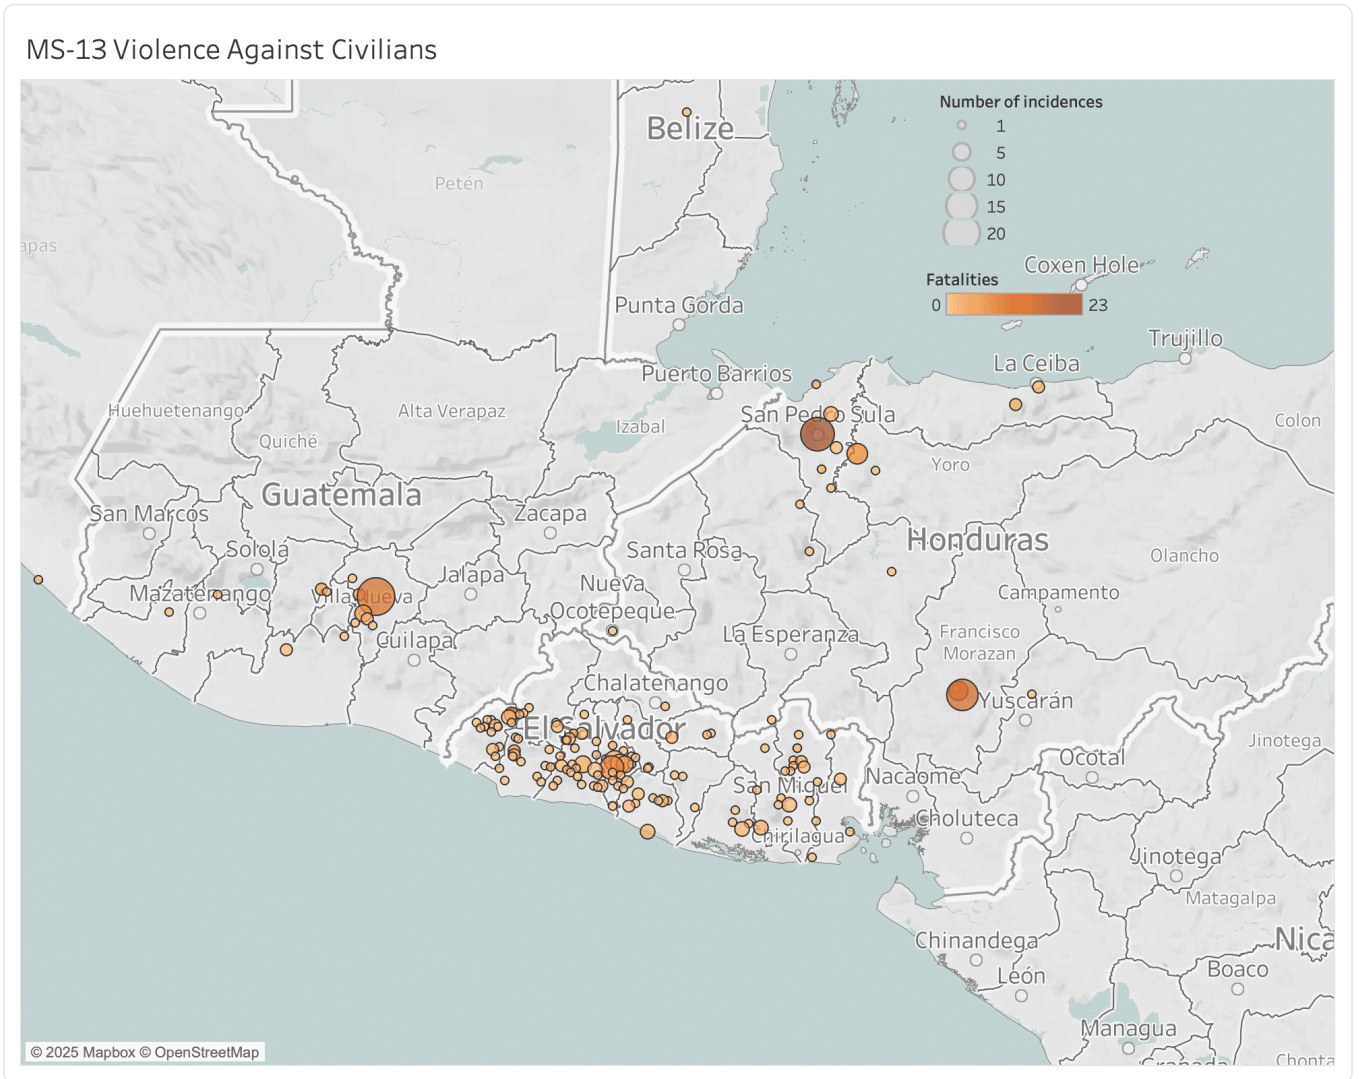 MS-13 Violence Against Civilians
Number of incidences
Belize
1
5
Petén
10
15
20
apas
Coxen Hole
Fatalities
Punta Gorda
0
23
Trujillo
La Ceiba
Puerto Barrios
Huehuetenango
Alta Verapaz
San Pedro Sula
Izabal
Colon
Quiché
Yoro
Guatemala
San Marcos
Zacapa
Honduras
Solola
Santa Rosa
Olancho
Jalapa
Nueva
Ocotepeque
Mazatenango
Villa Nueva
Campamento
Cuilapa
La Esperanza
Francisco
Morazan
Chalatenango
Yuscarán
El Salvador
Jinotega
Ocotal
San Miguel
Nacaome
Choluteca
Chirilagua
Jinotega
Matagalpa
Chinandega
Nica
León
Boaco
Managua
© 2025 Mapbox © OpenStreetMap
Granada
Chonta